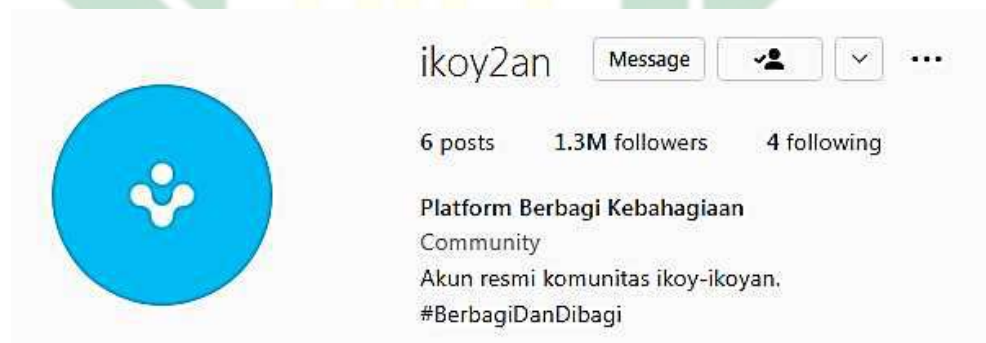 ikoy2an Message
6 posts 1.3M followers 4 following
Platform Berbagi Kebahagiaan
Community
Akun resmi komunitas ikoy-ikoyan.
#BerbagiDanDibagi